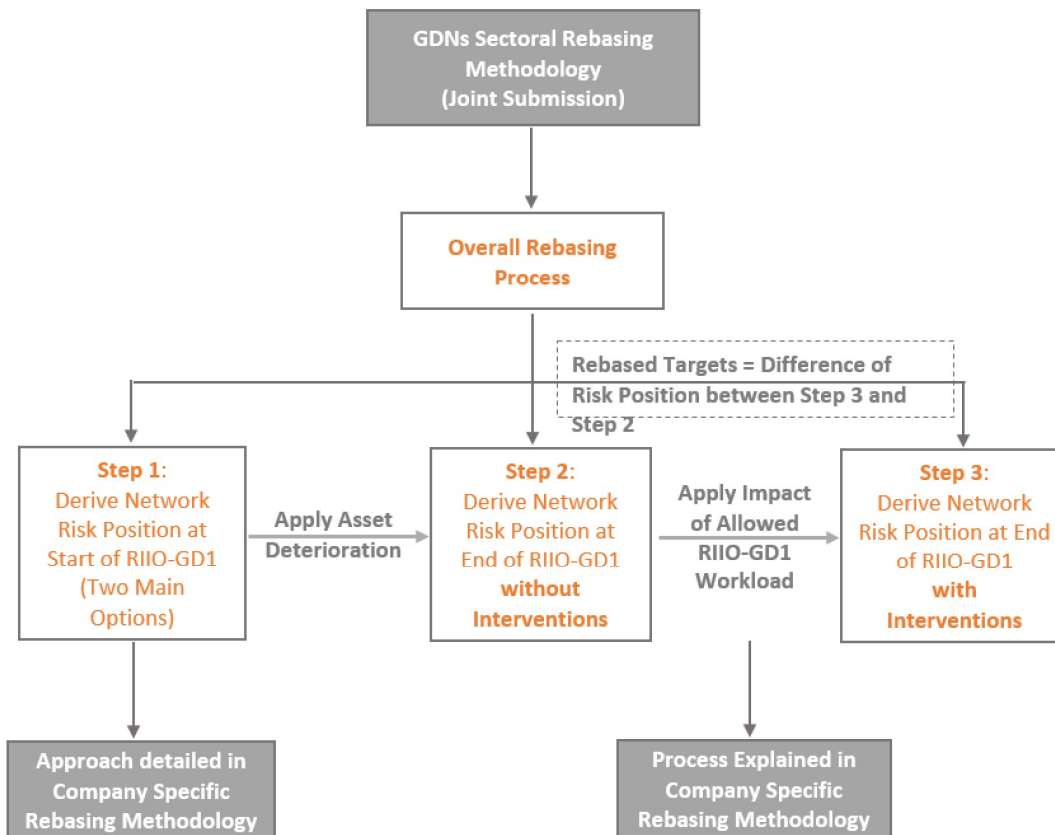 GDNs Sectoral Rebasing
Methodology
(Joint Submission)
Overall Rebasing
Process
Rebased Targets = Difference of
Risk Position between Step 3 and
Step 2
Step 1:
Derive Network
Risk Position at
Start of RIIO-GD1
(Two Main
Options)
Apply Asset
Deterioration
Step 2:
Derive Network
Risk Position at
End of RIIO-GD1
without
Interventions
Apply Impact
of Allowed
RIIO-GD1
Workload
Step 3:
Derive Network
Risk Position at End
of RIIO-GD1
with
Interventions
Approach detailed in
Company Specific
Rebasing Methodology
Process Explained in
Company Specific
Rebasing Methodology